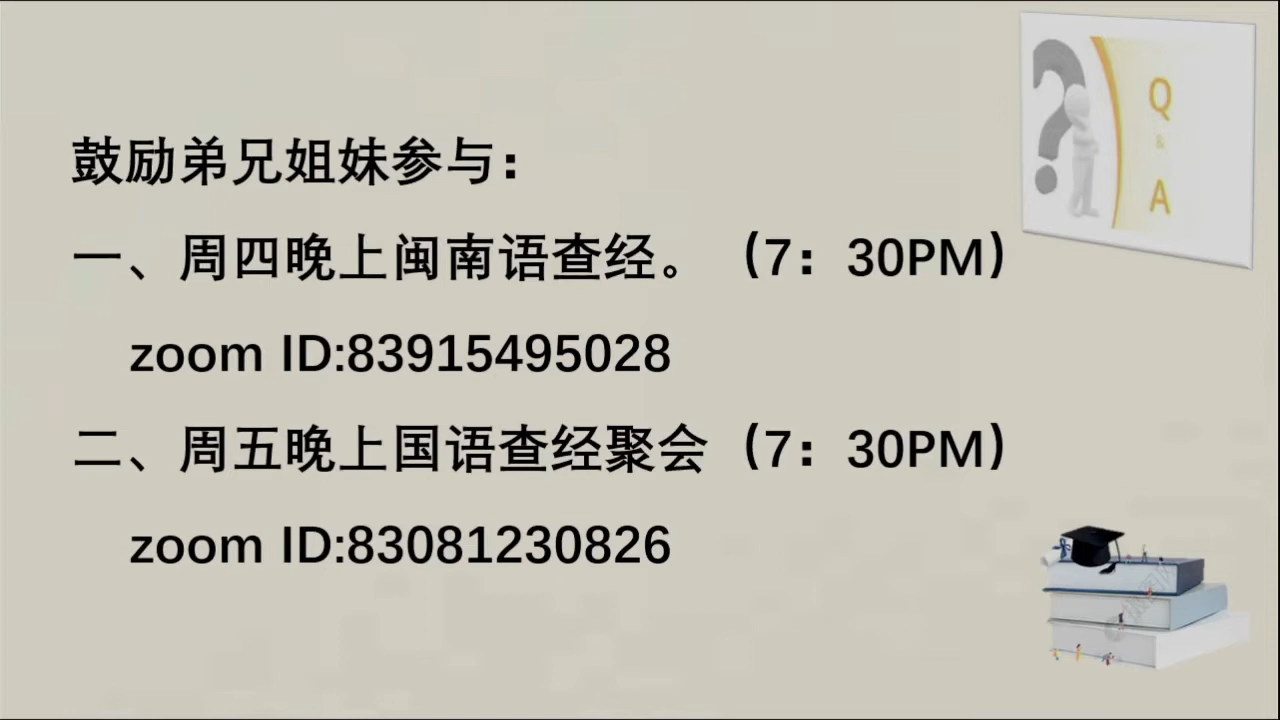 鼓励弟兄姐妹参与：
一、周四晚上闽南语查经。（7：30PM）
zoom ID:83915495028
二、周五晚上国语查经聚会（7：30PM）
zoom ID:83081230826
Q
&
A